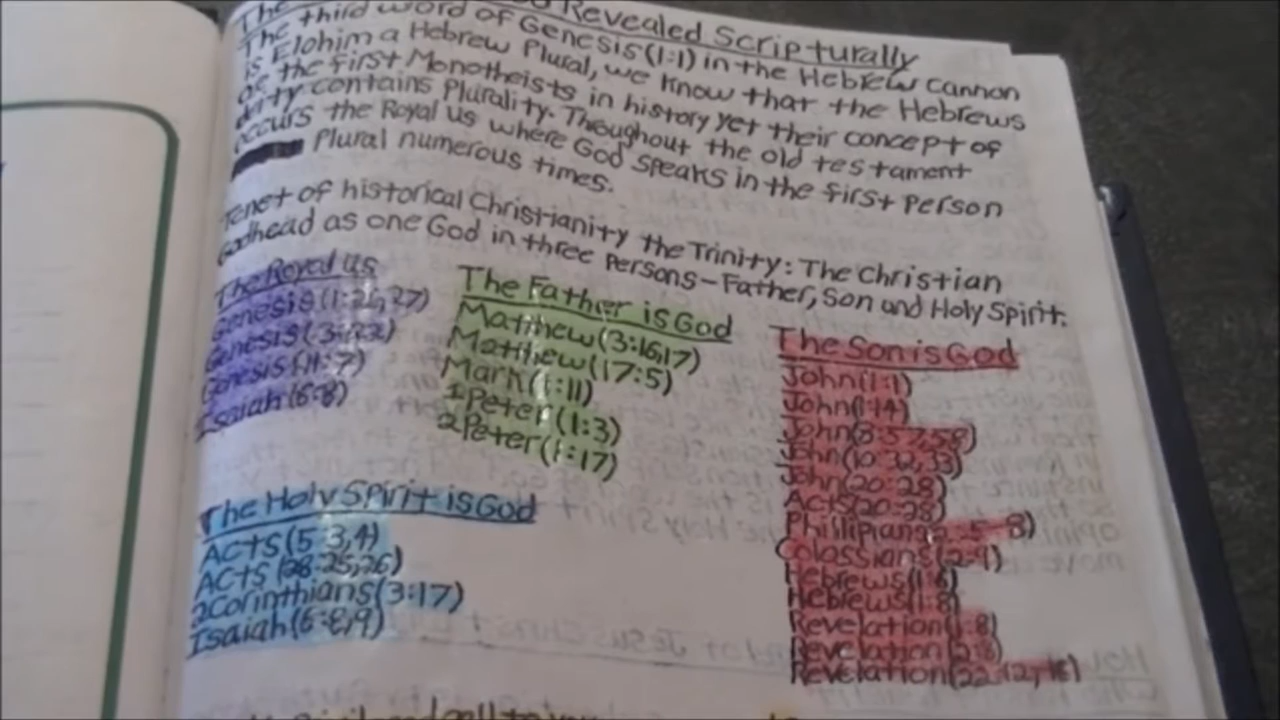 The Revealed Scripturally
The third word of Genesis (1:1) in the Hebrew Cannon
is Elohim a Hebrew Plural, we know that the Hebrews
the first Monotheists in history yet their concept of
contains Plurality. Throughout the old testament
occurs the Royal Us where God speaks in the first person
Plural numerous times.
Tenet of historical Christianity the Trinity: The Christian
Godhead as one God in three persons-Father, Son and Holy Spirit.
The Royal Us
Genesis (1:26,27)
Genesis (3:22)
Genesis (11:7)
Isaiah (6:8)
The Father is God
Matthew (3:16,17)
Matthew (17:5)
Mark (1:11)
1 Peter (1:3)
2 Peter (1:17)
The Son is God
John (1:1)
John (1:14)
John (8:57,58)
John (10:32,33)
John (20:28)
Acts (20:28)
Phillipians (2:5-8)
Colossians (2:9)
Hebrews (1:6)
Hebrews (1:8)
Revelation (1:8)
Revelation (2:8)
Revelation (22:12,16)
The Holy Spirit is God
Acts (5:3,4)
Acts (28:25,26)
2 Corinthians (3:17)
Isaiah (6:8,9)